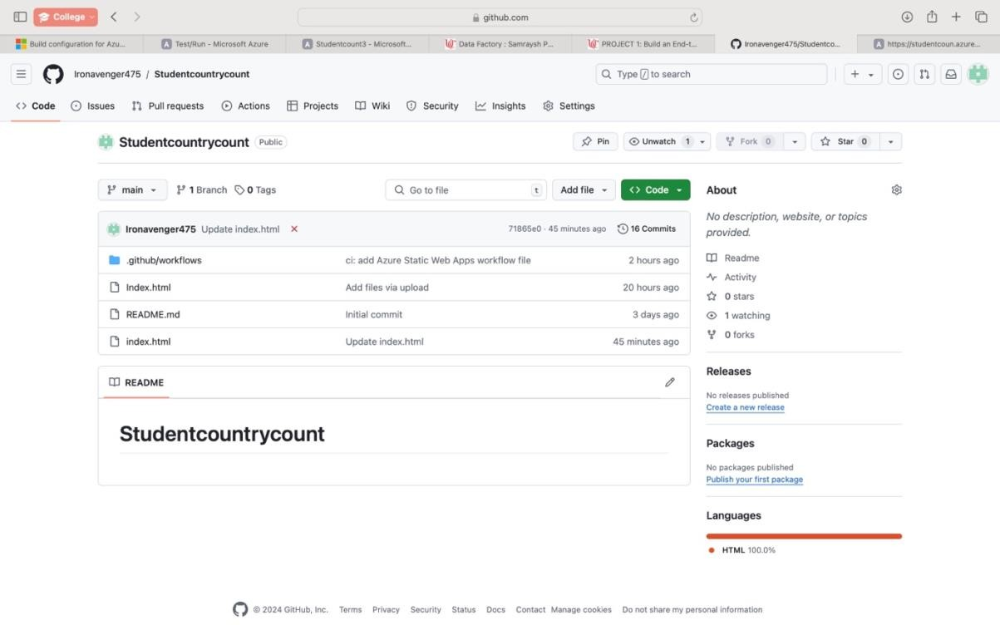 College
github.com
Build configuration for Azu...
Test/Run - Microsoft Azure
Studentcount3 - Microsoft...
Data Factory : Samraysh P...
PROJECT 1: Build an End-t...
Ironavenger475/Studentco...
https://studentcoun.azure...
Ironavenger475 / Studentcountrycount
Type / to search
Code
Issues
Pull requests
Actions
Projects
Wiki
Security
Insights
Settings
Studentcountrycount Public
Pin
Unwatch 1
Fork 0
Star 0
main
1 Branch
0 Tags
Go to file t
Add file
Code
Ironavenger475 Update index.html 71865e0 · 45 minutes ago 16 Commits
.github/workflows ci: add Azure Static Web Apps workflow file 2 hours ago
Index.html Add files via upload 20 hours ago
README.md Initial commit 3 days ago
index.html Update index.html 45 minutes ago
README
Studentcountrycount
About
No description, website, or topics
provided.
Readme
Activity
0 stars
1 watching
0 forks
Releases
No releases published
Create a new release
Packages
No packages published
Publish your first package
Languages
HTML 100.0%
© 2024 GitHub, Inc. Terms Privacy Security Status Docs Contact Manage cookies Do not share my personal information